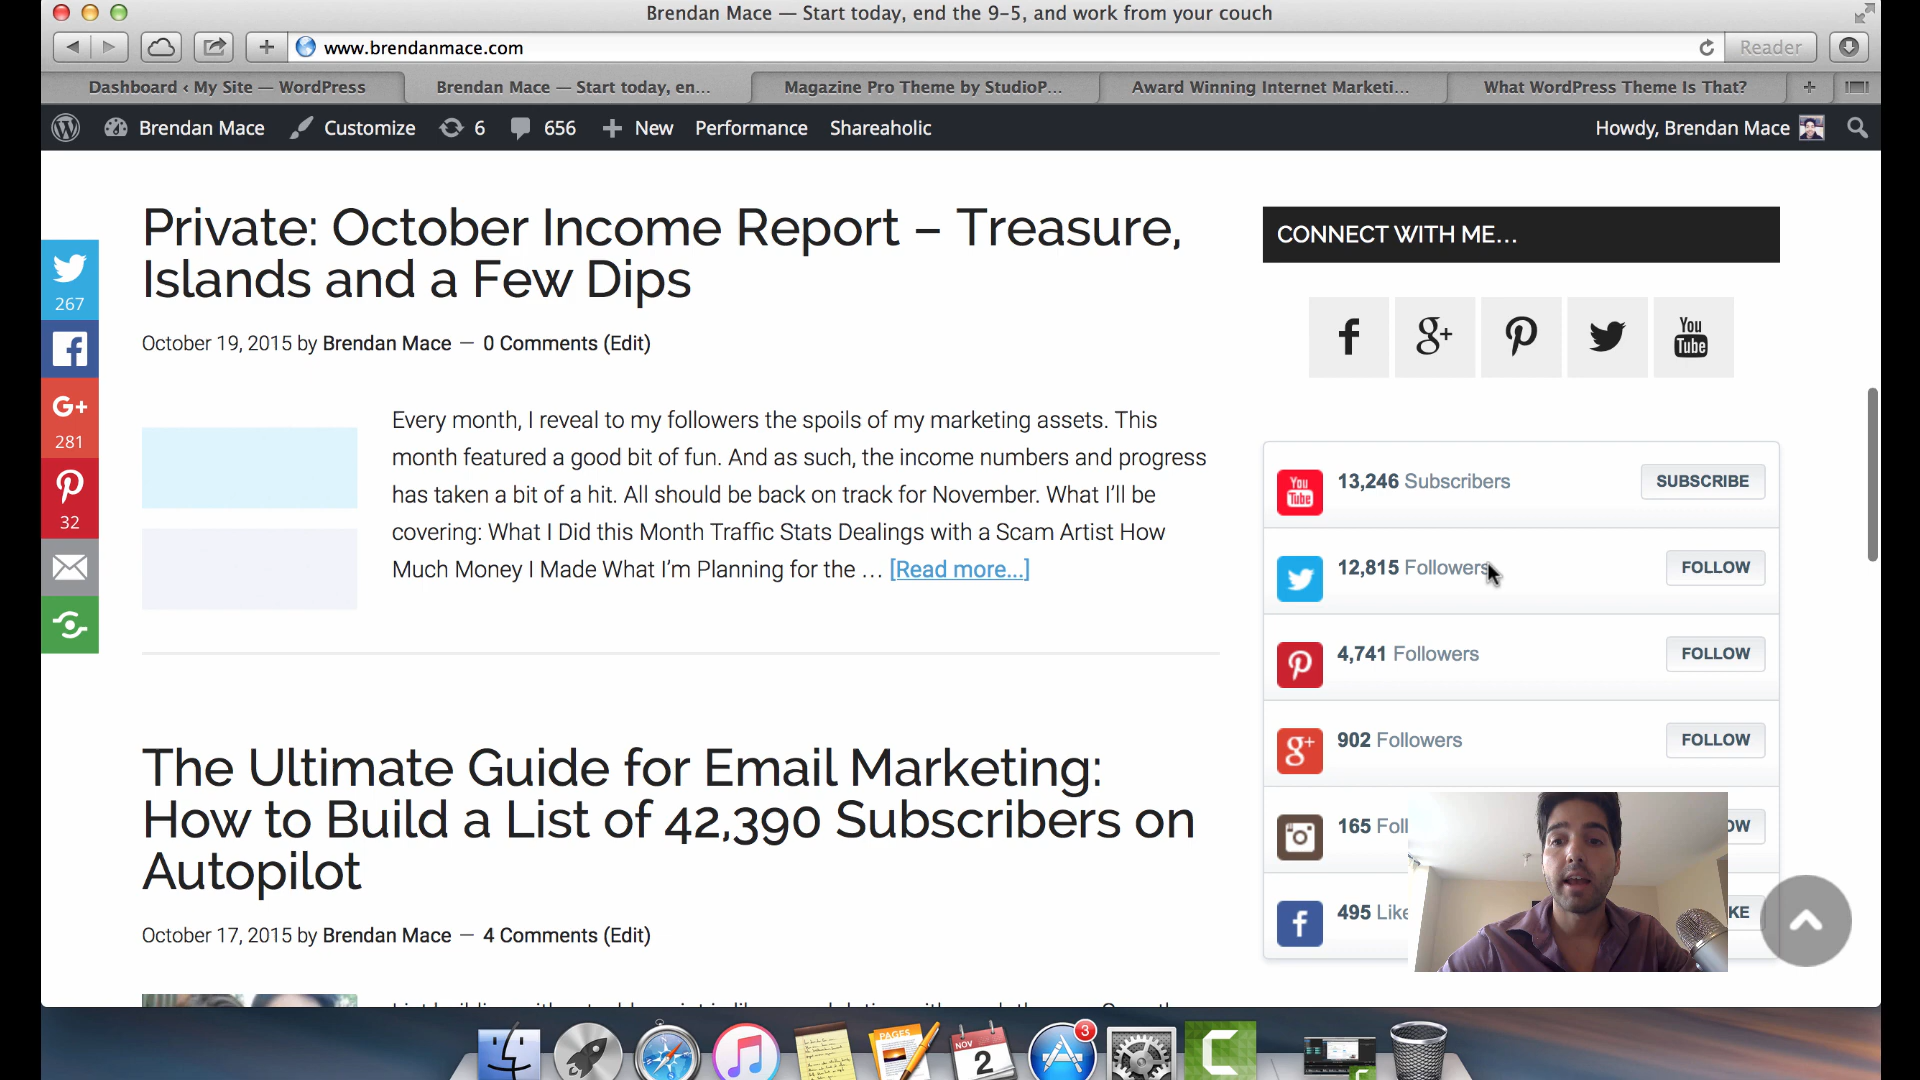 Brendan Mace — Start today, end the 9-5, and work from your couch
www.brendanmace.com
Reader
Dashboard ‹ My Site — WordPress
Brendan Mace — Start today, en...
Magazine Pro Theme by StudioP...
Award Winning Internet Marketi...
What WordPress Theme Is That?
Brendan Mace
Customize
6
656
New
Performance
Shareaholic
Howdy, Brendan Mace
267
281
32
Private: October Income Report – Treasure,
Islands and a Few Dips
October 19, 2015 by Brendan Mace — 0 Comments (Edit)
Every month, I reveal to my followers the spoils of my marketing assets. This
month featured a good bit of fun. And as such, the income numbers and progress
has taken a bit of a hit. All should be back on track for November. What I'll be
covering: What I Did this Month Traffic Stats Dealings with a Scam Artist How
Much Money I Made What I'm Planning for the … [Read more...]
The Ultimate Guide for Email Marketing:
How to Build a List of 42,390 Subscribers on
Autopilot
October 17, 2015 by Brendan Mace — 4 Comments (Edit)
CONNECT WITH ME…
You Tube
You Tube
13,246 Subscribers
SUBSCRIBE
12,815 Followers
FOLLOW
4,741 Followers
FOLLOW
902 Followers
FOLLOW
165 Foll
OW
495 Like
KE
PAGES
NOV
2
3